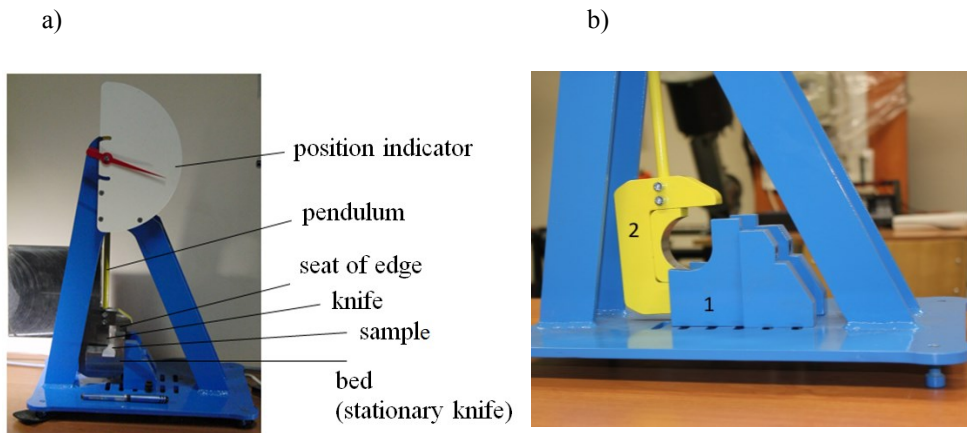 a)
b)
position indicator
pendulum
seat of edge
knife
sample
bed
(stationary knife)
2
1